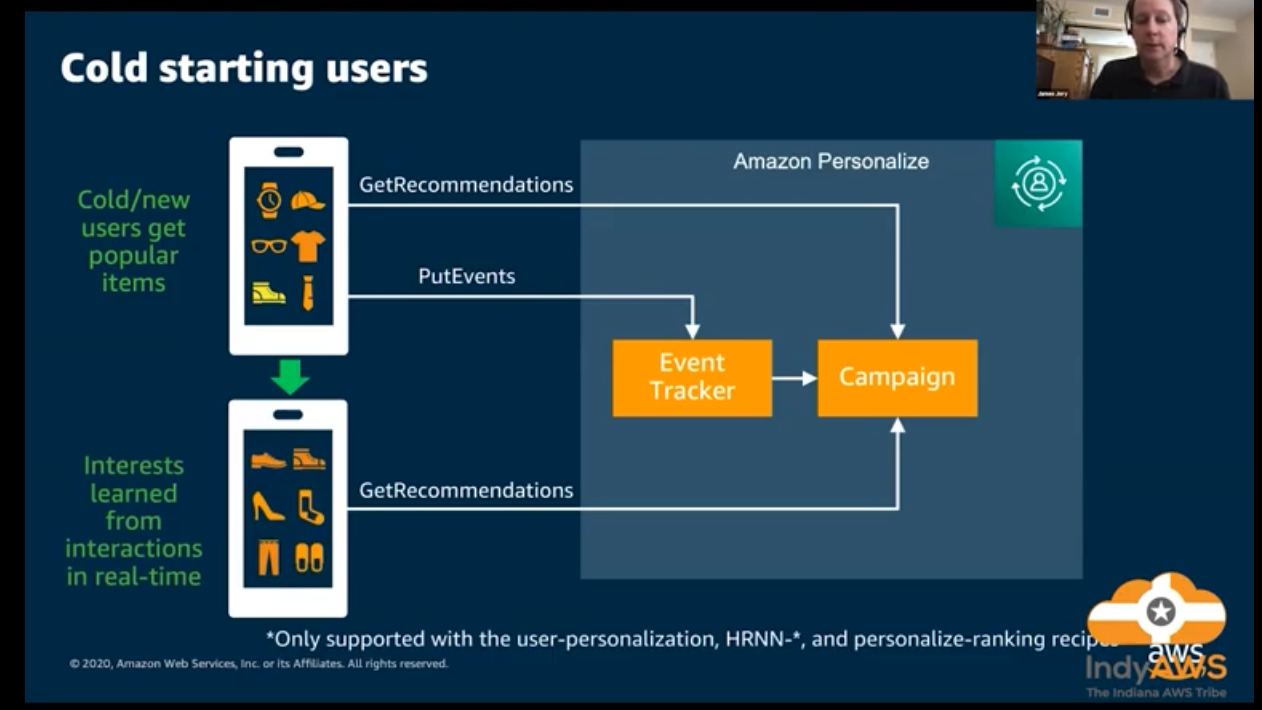 Cold starting users
James Jory
Amazon Personalize
Cold/new
users get
popular
items
GetRecommendations
PutEvents
Event
Tracker
Campaign
Interests
learned
from
interactions
in real-time
GetRecommendations
*Only supported with the user-personalization, HRNN-*, and personalize-ranking
© 2020, Amazon Web Services, Inc. or its Affiliates. All rights reserved.
aws
IndyAWS
The Indiana AWS Tribe